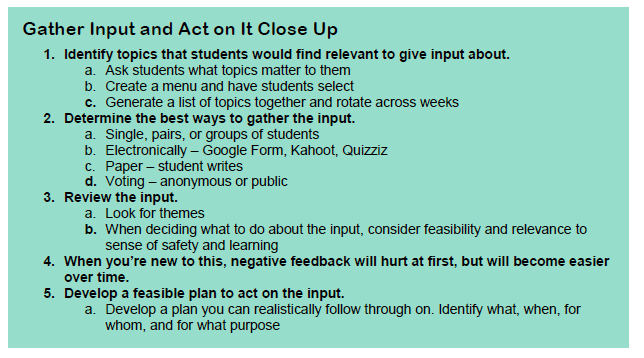 Gather Input and Act on It Close Up
1. Identify topics that students would find relevant to give input about.
a. Ask students what topics matter to them
b. Create a menu and have students select
c. Generate a list of topics together and rotate across weeks
2. Determine the best ways to gather the input.
a. Single, pairs, or groups of students
b. Electronically – Google Form, Kahoot, Quizziz
c. Paper – student writes
d. Voting – anonymous or public
3. Review the input.
a. Look for themes
b. When deciding what to do about the input, consider feasibility and relevance to
sense of safety and learning
4. When you’re new to this, negative feedback will hurt at first, but will become easier
over time.
5. Develop a feasible plan to act on the input.
a. Develop a plan you can realistically follow through on. Identify what, when, for
whom, and for what purpose